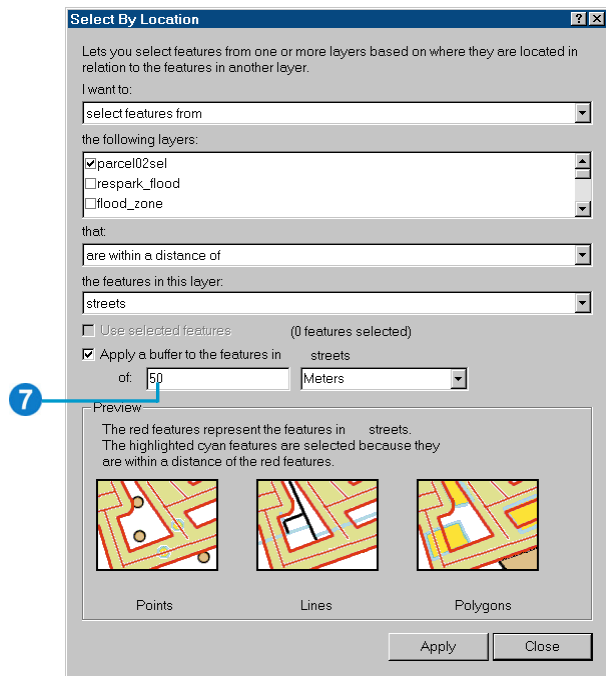 Select By Location
Lets you select features from one or more layers based on where they are located in
relation to the features in another layer.
I want to:
select features from
the following layers:
parcel02sel
respark_flood
flood_zone
that:
are within a distance of
the features in this layer:
streets
Use selected features (0 features selected)
Apply a buffer to the features in streets
of: 50 Meters
7
Preview
The red features represent the features in streets.
The highlighted cyan features are selected because they
are within a distance of the red features.
Points Lines Polygons
Apply Close